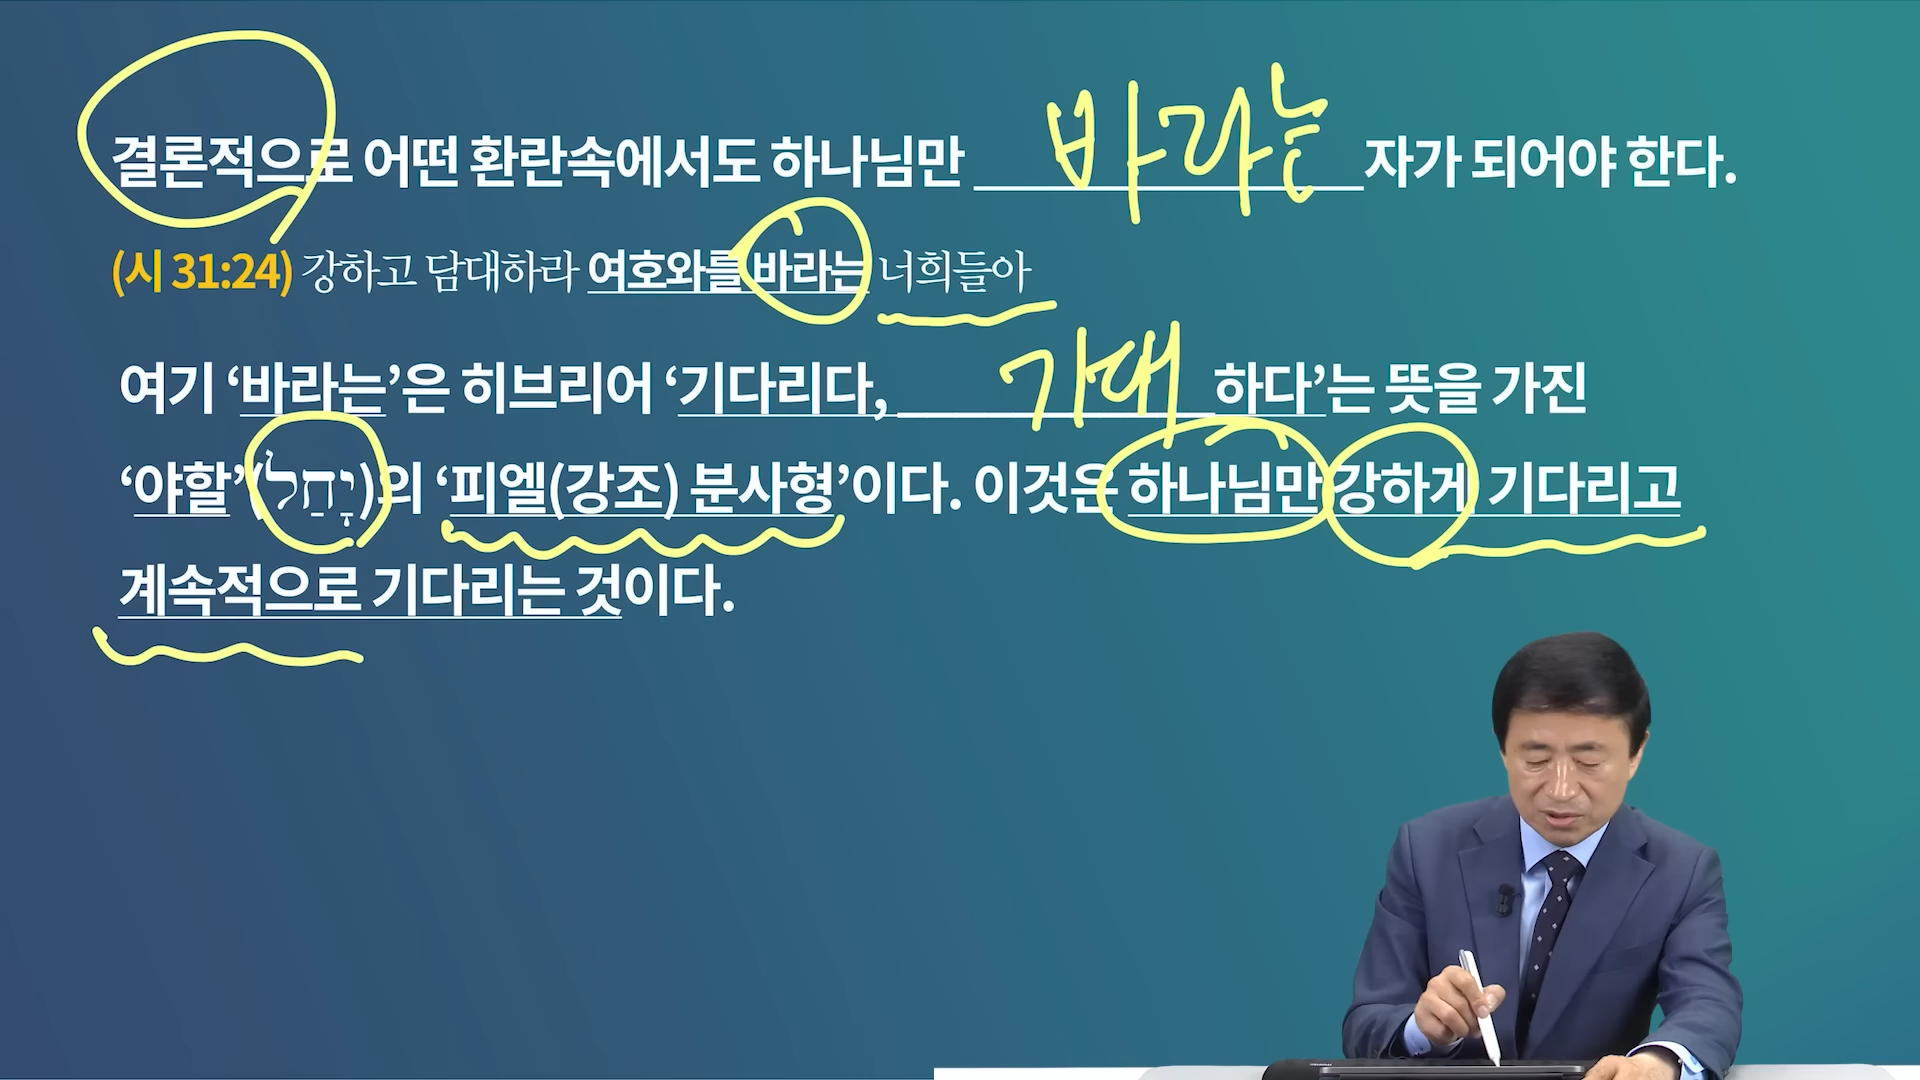 결론적으로 어떤 환란속에서도 하나님만 바라는 자가 되어야 한다.
(시 31:24) 강하고 담대하라 여호와를 바라는 너희들아
여기 ‘바라는’은 히브리어 ‘기다리다, 기대 하다’는 뜻을 가진
‘야할’(יָחַל)의 ‘피엘(강조) 분사형’이다. 이것은 하나님만 강하게 기다리고
계속적으로 기다리는 것이다.